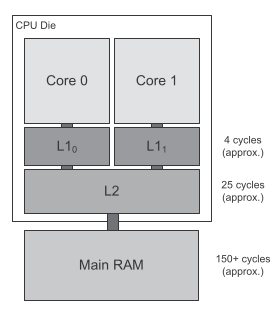 CPU Die
Core 0
Core 1
L1₀
L1₁
4 cycles
(approx.)
L2
25 cycles
(approx.)
Main RAM
150+ cycles
(approx.)